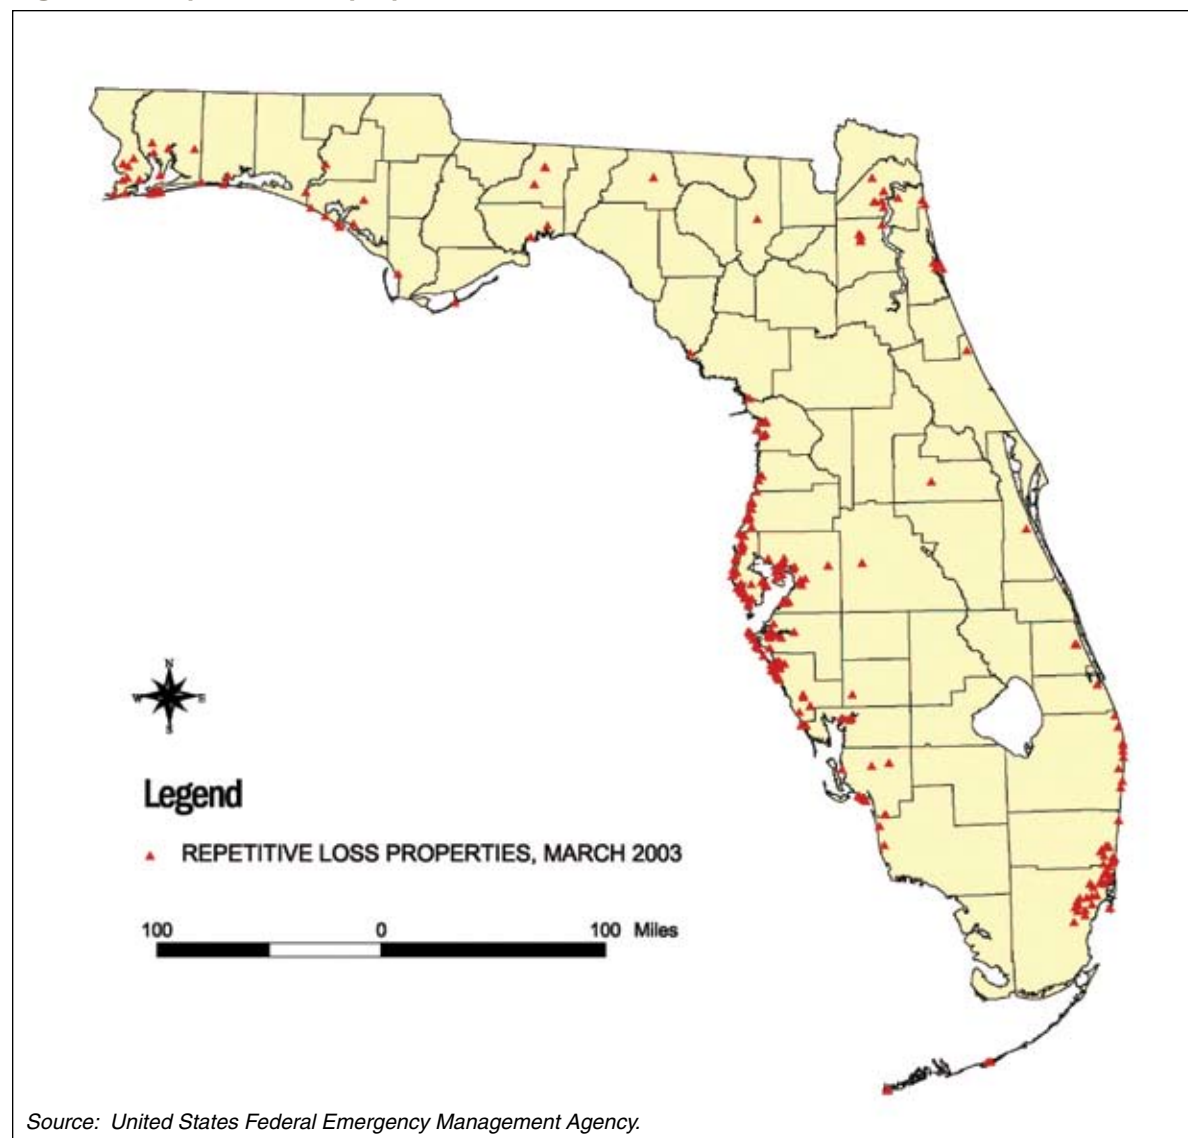 N
W E
S
Legend
REPETITIVE LOSS PROPERTIES, MARCH 2003
100 0 100 Miles
Source: United States Federal Emergency Management Agency.